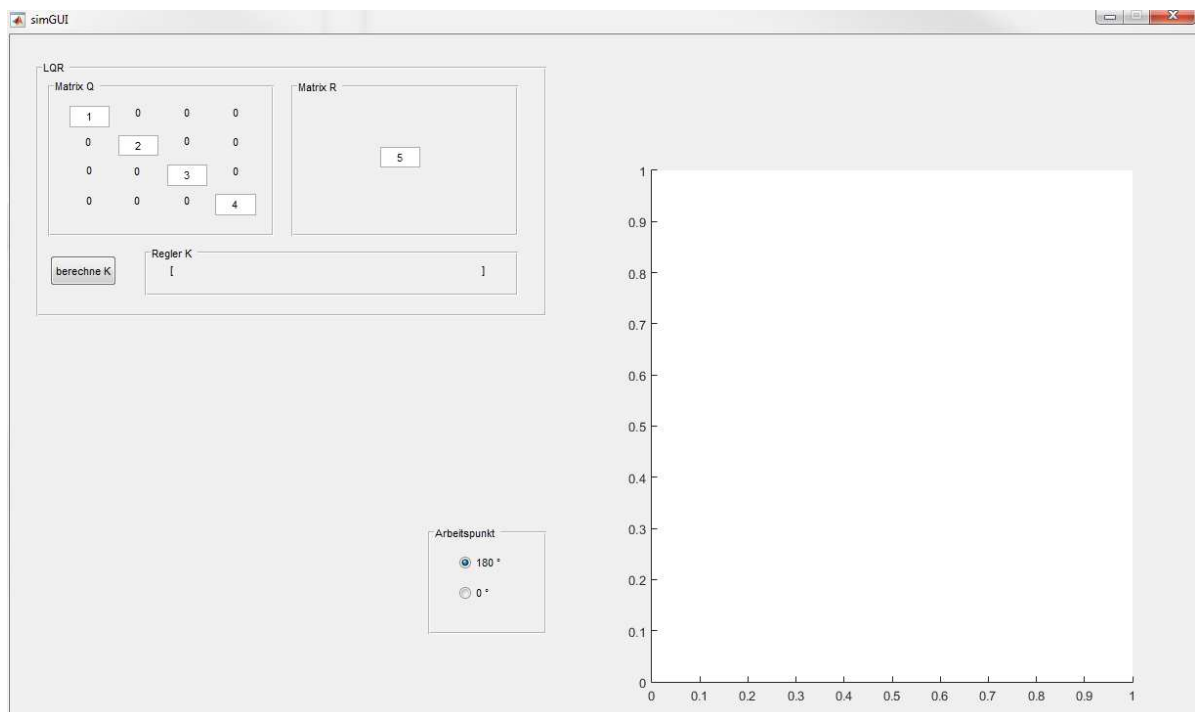 simGUI
LQR
Matrix Q
1 0 0 0
0 2 0 0
0 0 3 0
0 0 0 4
Matrix R
5
berechne K
Regler K
[ ]
Arbeitspunkt
180 °
0 °
1
0.9
0.8
0.7
0.6
0.5
0.4
0.3
0.2
0.1
0
0 0.1 0.2 0.3 0.4 0.5 0.6 0.7 0.8 0.9 1